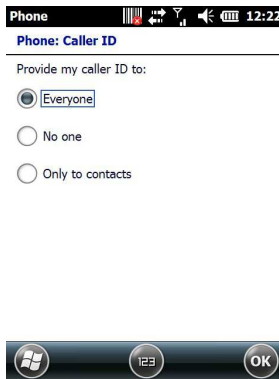 Phone 12:22
Phone: Caller ID
Provide my caller ID to:
Everyone
No one
Only to contacts
123 OK